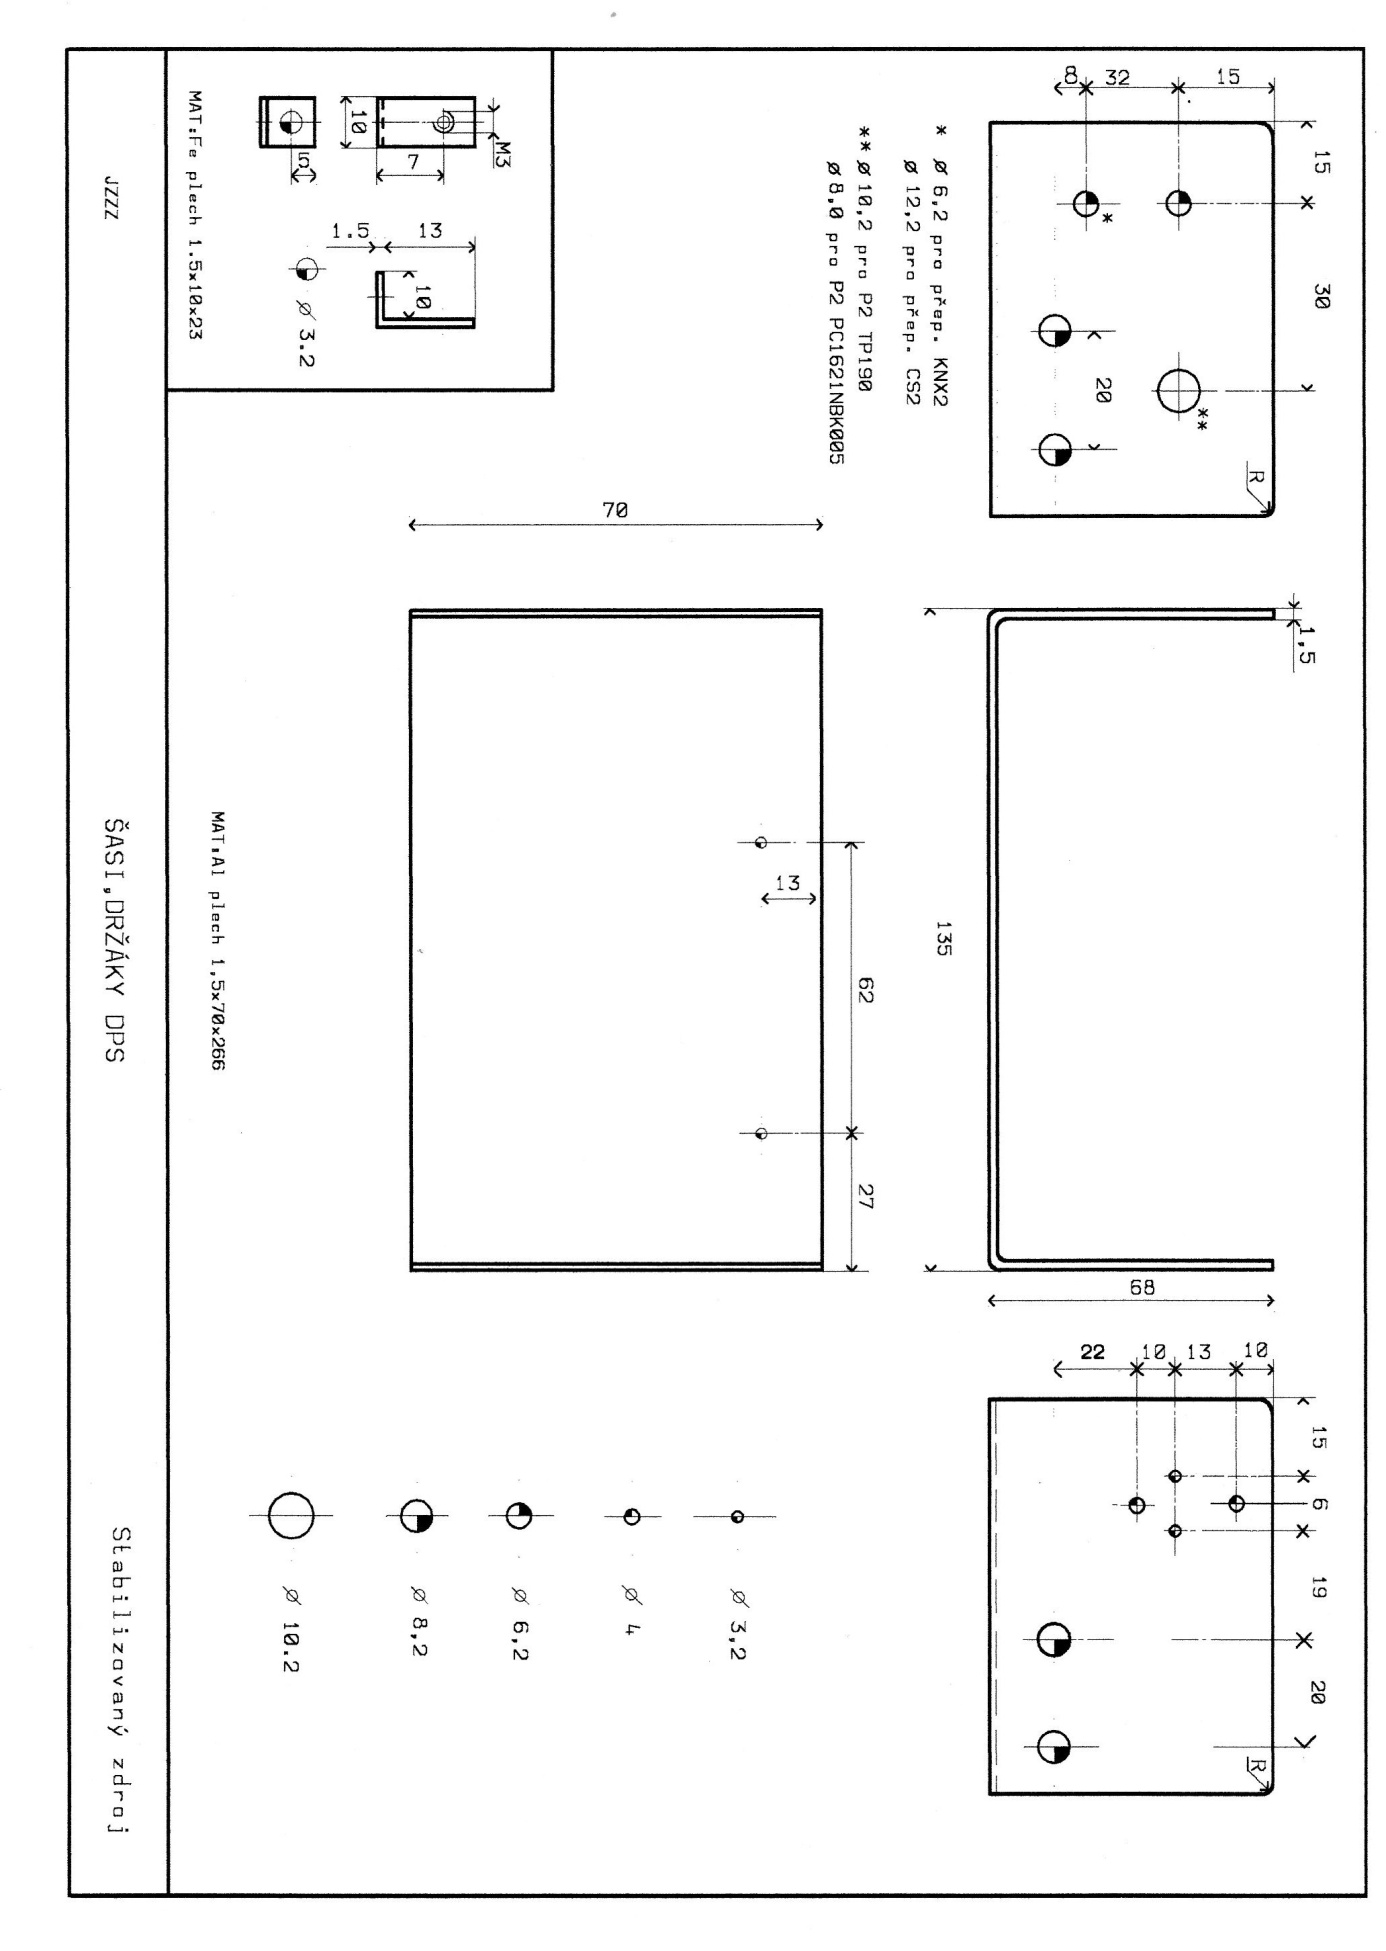 8
32
15
15
30
20
R
* ø 6,2 pro přep. KNX2
ø 12,2 pro přep. CS2
** ø 10,2 pro P2 TP190
ø 8,0 pro P2 PC1621NBK005
10
M3
7
5
1.5
13
10
ø 3.2
MAT:Fe plech 1.5x10x23
70
1,5
135
13
62
27
68
MAT:Al plech 1,5x70x266
22
10
13
10
15
6
19
20
R
ø 3,2
ø 4
ø 6,2
ø 8,2
ø 10.2
JZZZ
ŠASI,DRŽÁKY DPS
Stabilizovaný zdroj